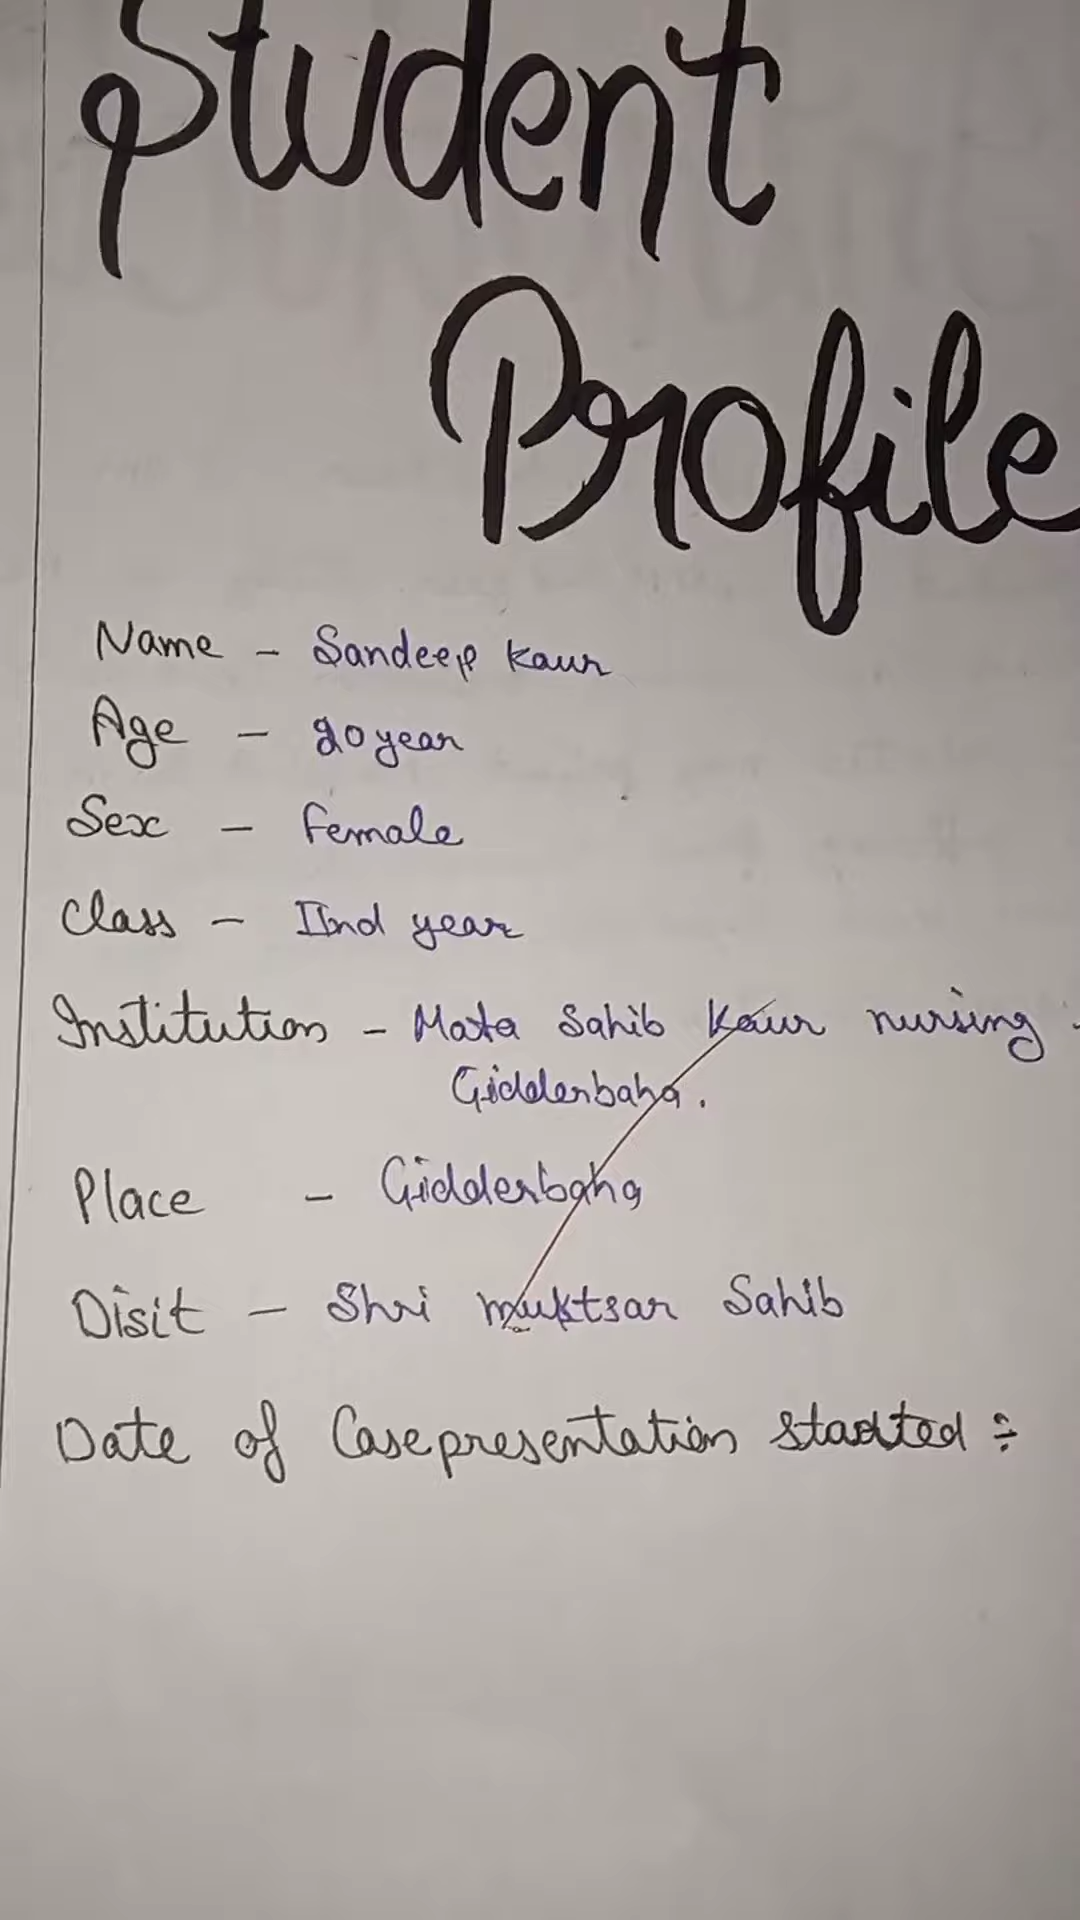 Student
Profile
Name - Sandeep Kaur
Age - 20 year
Sex - Female
Class - IInd year
Institution - Mata Sahib Kaur nursing
Gidderbaha.
Place - Gidderbaha
Disit - Shri muktsar Sahib
Date of Casepresentation started ÷